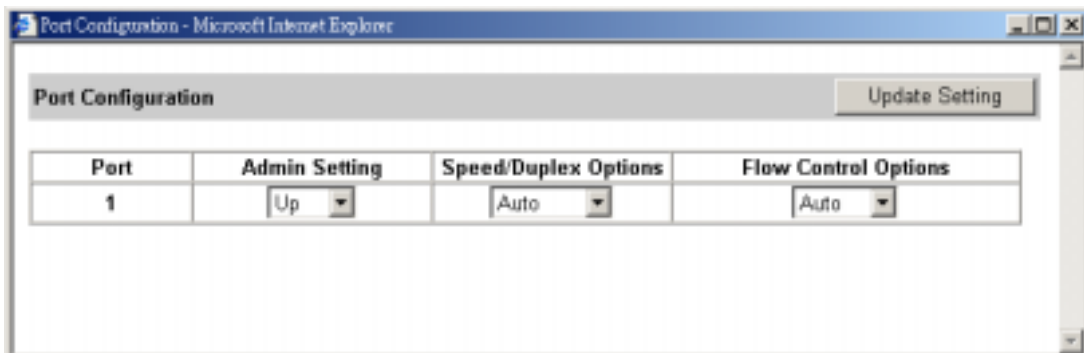 Port Configuration - Microsoft Internet Explorer
Port Configuration
Update Setting
Port Admin Setting Speed/Duplex Options Flow Control Options
1 Up Auto Auto